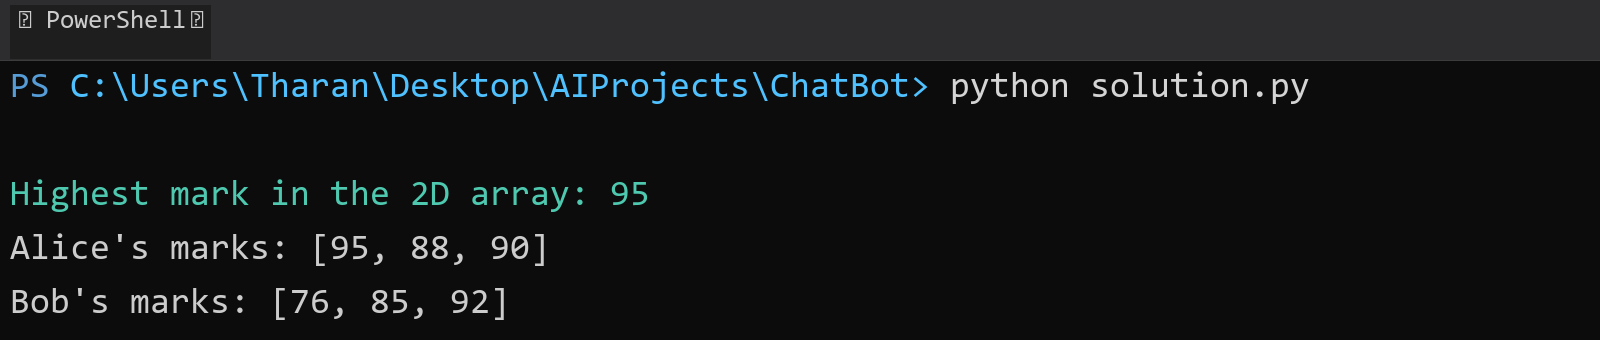 PowerShell
PS C:\Users\Tharan\Desktop\AIProjects\ChatBot> python solution.py
Highest mark in the 2D array: 95
Alice's marks: [95, 88, 90]
Bob's marks: [76, 85, 92]